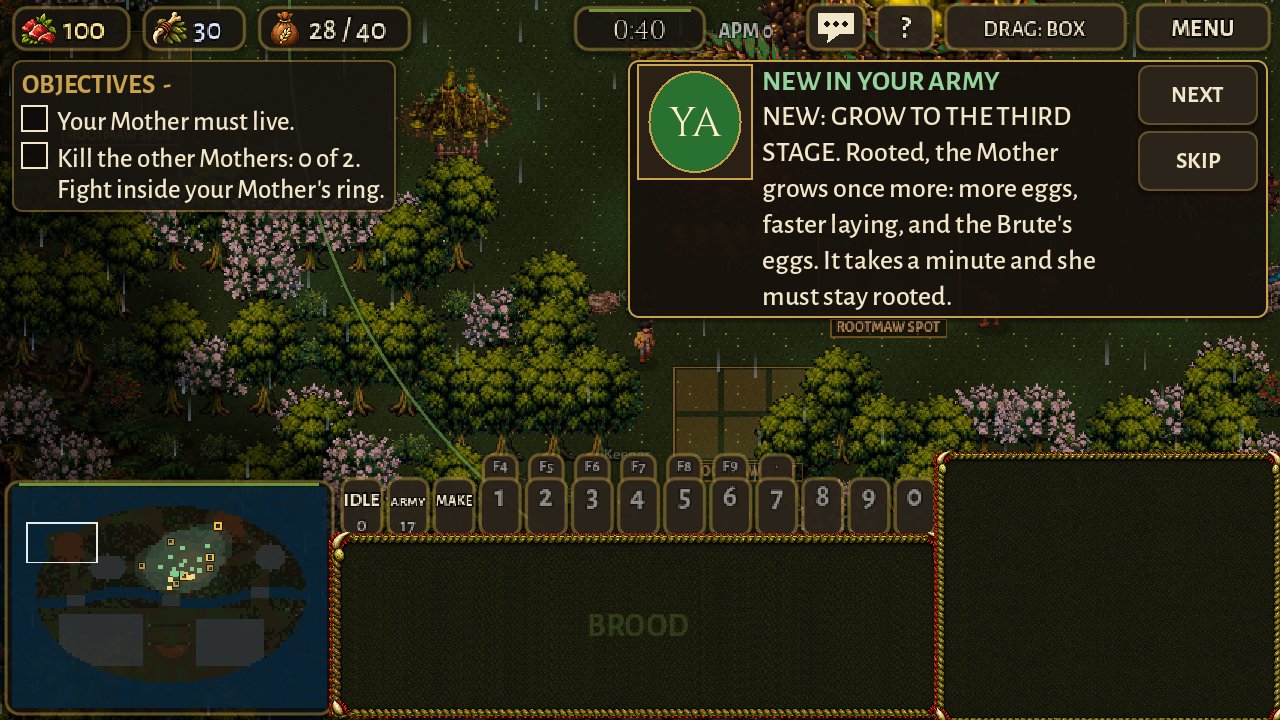 100
30
28 / 40
0:40
APM 0
?
DRAG: BOX
MENU
OBJECTIVES -
Your Mother must live.
Kill the other Mothers: 0 of 2.
Fight inside your Mother's ring.
YA
NEW IN YOUR ARMY
NEW: GROW TO THE THIRD
STAGE. Rooted, the Mother
grows once more: more eggs,
faster laying, and the Brute's
eggs. It takes a minute and she
must stay rooted.
NEXT
SKIP
ROOTMAW SPOT
F4
F5
F6
F7
F8
F9
IDLE
0
ARMY
17
MAKE
1
2
3
4
5
6
7
8
9
0
BROOD